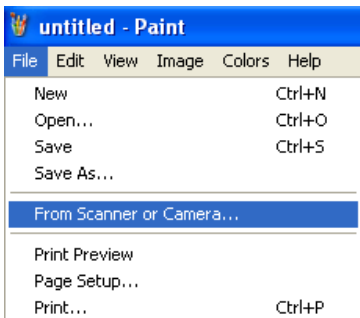 untitled - Paint
File Edit View Image Colors Help
New Ctrl+N
Open... Ctrl+O
Save Ctrl+S
Save As...
From Scanner or Camera...
Print Preview
Page Setup...
Print... Ctrl+P